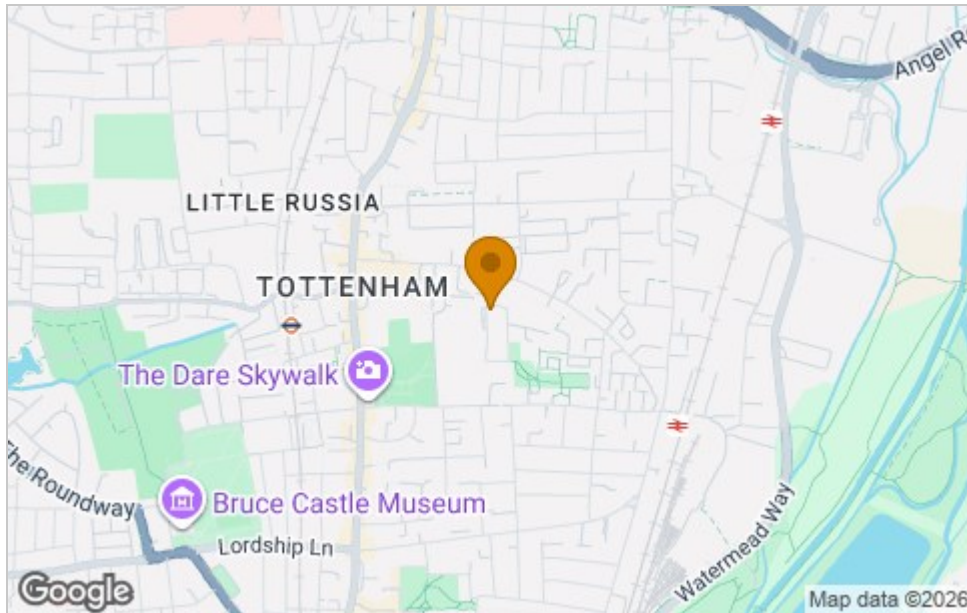 Angel R
LITTLE RUSSIA
TOTTENHAM
The Dare Skywalk
The Roundway
Bruce Castle Museum
Lordship Ln
Watermead Way
Google
Map data ©2026